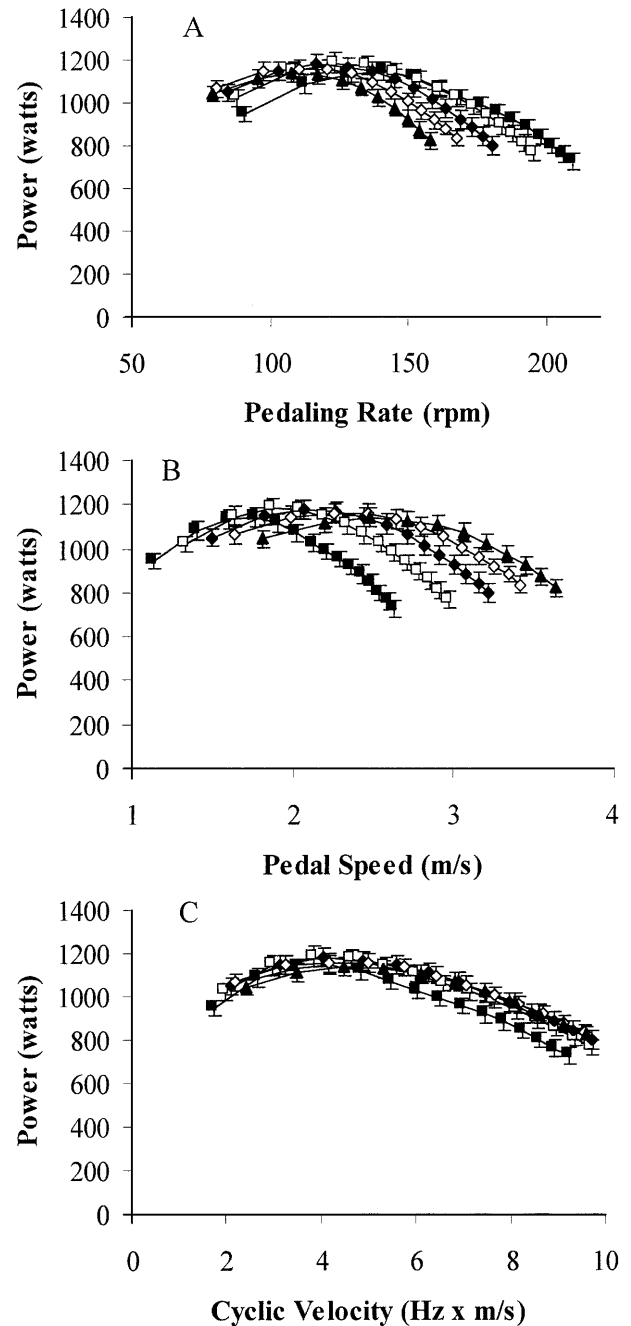 A
1400
1200
1000
800
600
400
200
0
Power (watts)
50 100 150 200
Pedaling Rate (rpm)
B
1400
1200
1000
800
600
400
200
0
Power (watts)
1 2 3 4
Pedal Speed (m/s)
C
1400
1200
1000
800
600
400
200
0
Power (watts)
0 2 4 6 8 10
Cyclic Velocity (Hz x m/s)